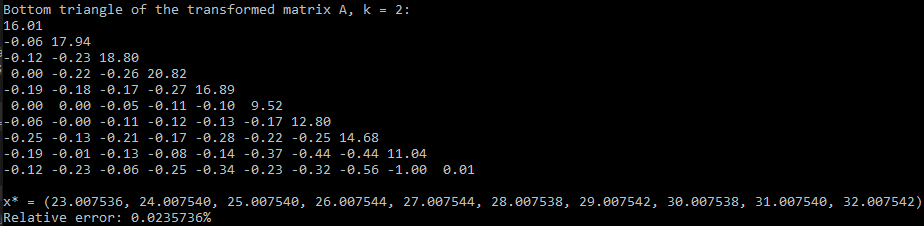 Bottom triangle of the transformed matrix A, k = 2:
16.01
-0.06 17.94
-0.12 -0.23 18.80
0.00 -0.22 -0.26 20.82
-0.19 -0.18 -0.17 -0.27 16.89
0.00 0.00 -0.05 -0.11 -0.10 9.52
-0.06 -0.00 -0.11 -0.12 -0.13 -0.17 12.80
-0.25 -0.13 -0.21 -0.17 -0.28 -0.22 -0.25 14.68
-0.19 -0.01 -0.13 -0.08 -0.14 -0.37 -0.44 -0.44 11.04
-0.12 -0.23 -0.06 -0.25 -0.34 -0.23 -0.32 -0.56 -1.00 0.01
x* = (23.007536, 24.007540, 25.007540, 26.007544, 27.007544, 28.007538, 29.007542, 30.007538, 31.007540, 32.007542)
Relative error: 0.0235736%